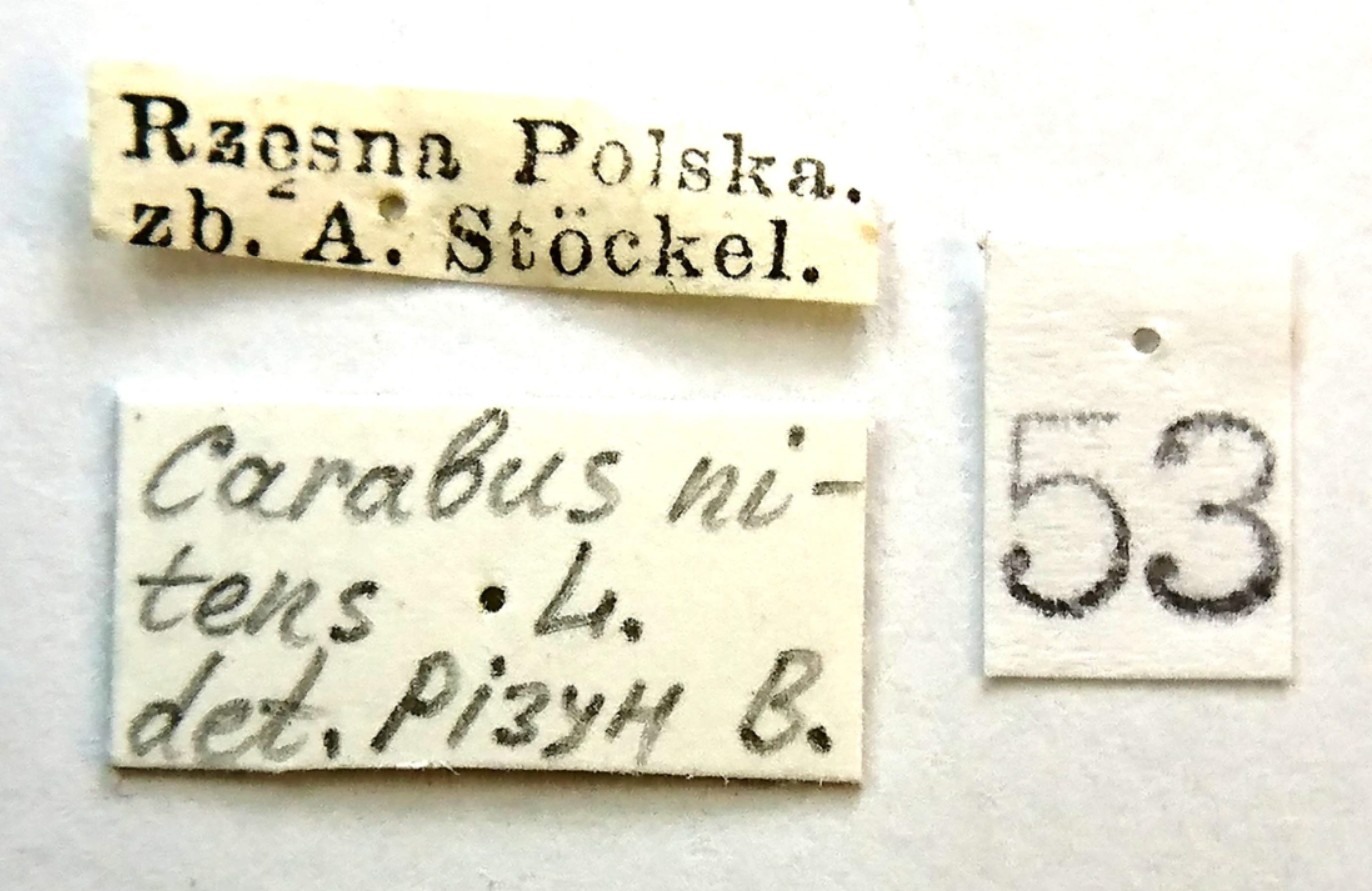 Rzęsna Polska.
zb. A. Stöckel.
Carabus ni-
tens L.
det. Різун В.
53